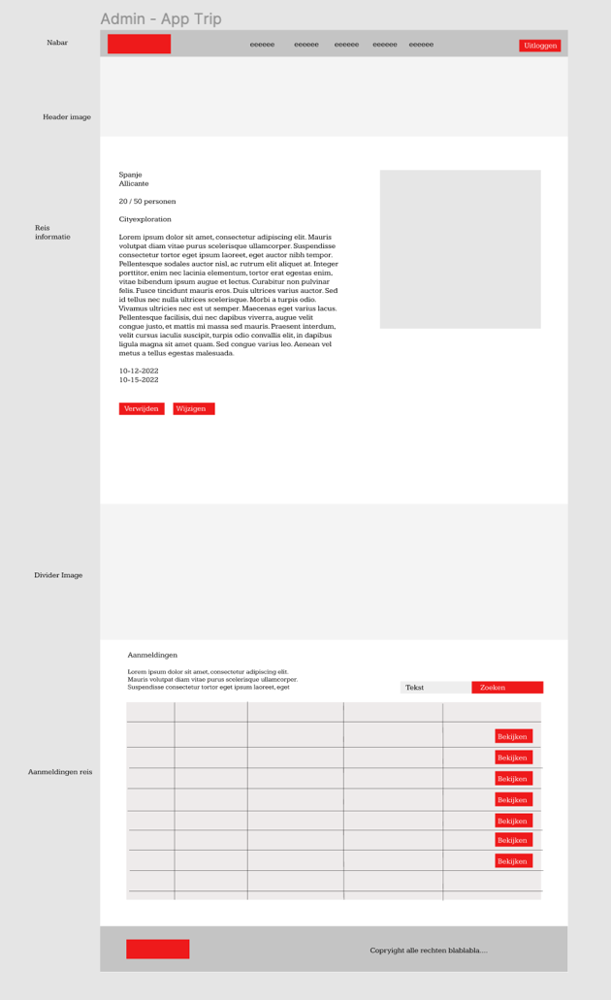 Admin - App Trip
Nabar
eeeeee eeeeee eeeeee eeeeee eeeeee
Uitloggen
Header image
Reis
informatie
Spanje
Allicante
20 / 50 personen
Cityexploration
Lorem ipsum dolor sit amet, consectetur adipiscing elit. Mauris
volutpat diam vitae purus scelerisque ullamcorper. Suspendisse
consectetur tortor eget ipsum laoreet, eget auctor nibh tempor.
Pellentesque sodales auctor nisl, ac rutrum elit aliquet at. Integer
porttitor, enim nec lacinia elementum, tortor erat egestas enim,
vitae bibendum ipsum augue et lectus. Curabitur non pulvinar
felis. Fusce tincidunt mauris eros. Duis ultrices varius auctor. Sed
id tellus nec nulla ultrices scelerisque. Morbi a turpis odio.
Vivamus ultricies nec est ut semper. Maecenas eget varius lacus.
Pellentesque facilisis, dui nec dapibus viverra, augue velit
congue justo, et mattis mi massa sed mauris. Praesent interdum,
velit cursus iaculis suscipit, turpis odio convallis elit, in dapibus
ligula magna sit amet quam. Sed congue varius leo. Aenean vel
metus a tellus egestas malesuada.
10-12-2022
10-15-2022
Verwijden
Wijzigen
Divider Image
Aanmeldingen
Lorem ipsum dolor sit amet, consectetur adipiscing elit.
Mauris volutpat diam vitae purus scelerisque ullamcorper.
Suspendisse consectetur tortor eget ipsum laoreet, eget
Tekst
Zoeken
Aanmeldingen reis
Bekijken
Bekijken
Bekijken
Bekijken
Bekijken
Bekijken
Bekijken
Copryight alle rechten blablabla....